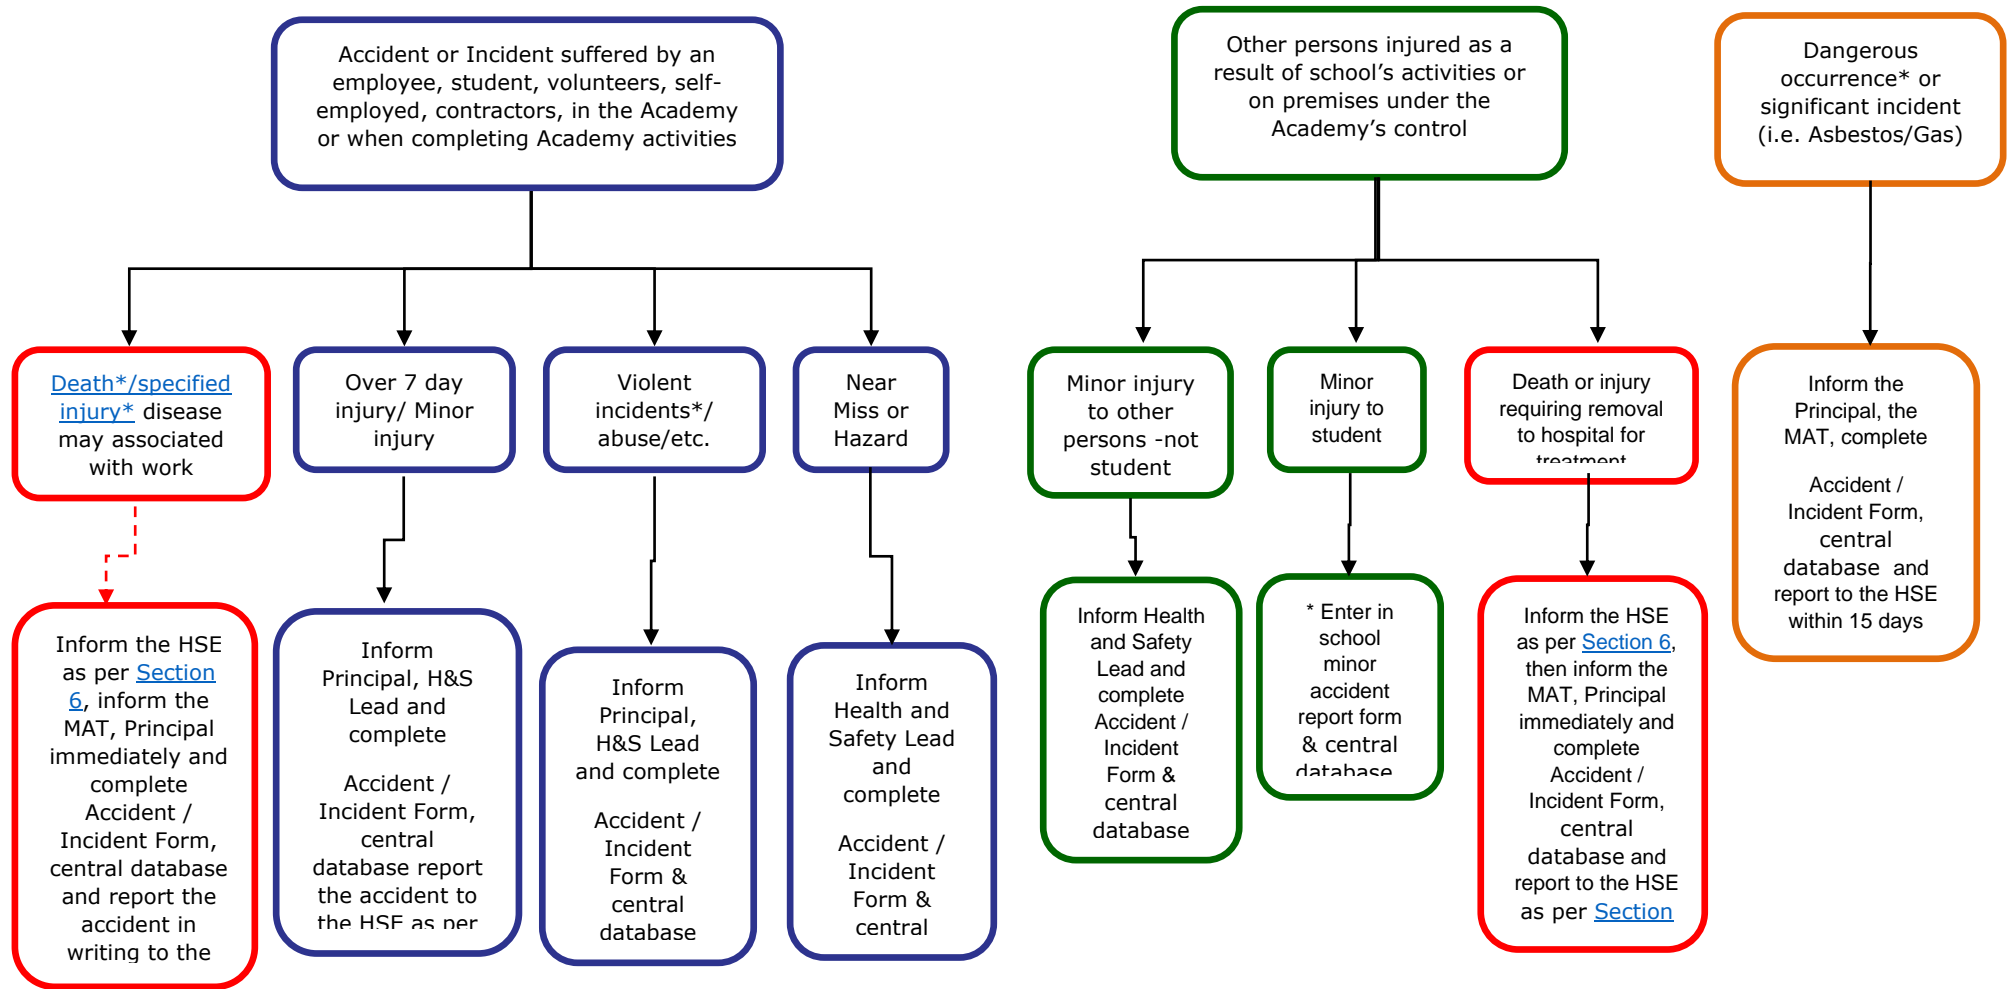 Accident or Incident suffered by an
employee, student, volunteers, self-
employed, contractors, in the Academy
or when completing Academy activities
Other persons injured as a
result of school's activities or
on premises under the
Academy's control
Dangerous
occurrence* or
significant incident
(i.e. Asbestos/Gas)
Death*/specified
injury* disease
may associated
with work
Over 7 day
injury/ Minor
injury
Violent
incidents*/
abuse/etc.
Near
Miss or
Hazard
Minor injury
to other
persons -not
student
Minor
injury to
student
Death or injury
requiring removal
to hospital for
treatment
Inform the
Principal, the
MAT, complete
Accident /
Incident Form,
central
database and
report to the HSE
within 15 days
Inform the HSE
as per Section
6, inform the
MAT, Principal
immediately and
complete
Accident /
Incident Form,
central database
and report the
accident in
writing to the
Inform
Principal, H&S
Lead and
complete
Accident /
Incident Form,
central
database report
the accident to
the HSE as per
Inform
Principal,
H&S Lead
and complete
Accident /
Incident
Form &
central
database
Inform
Health and
Safety Lead
and
complete
Accident /
Incident
Form &
central
Inform Health
and Safety
Lead and
complete
Accident /
Incident
Form &
central
database
* Enter in
school
minor
accident
report form
& central
database
Inform the HSE
as per Section 6,
then inform the
MAT, Principal
immediately and
complete
Accident /
Incident Form,
central
database and
report to the HSE
as per Section